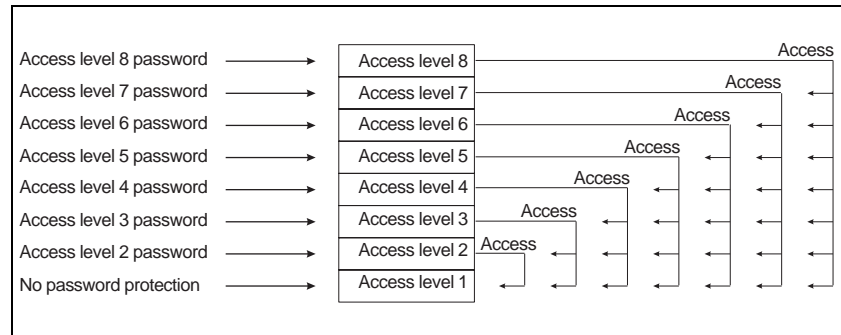 Access level 8 password Access level 8 Access
Access level 7 password Access level 7 Access
Access level 6 password Access level 6 Access
Access level 5 password Access level 5 Access
Access level 4 password Access level 4 Access
Access level 3 password Access level 3 Access
Access level 2 password Access level 2 Access
No password protection Access level 1